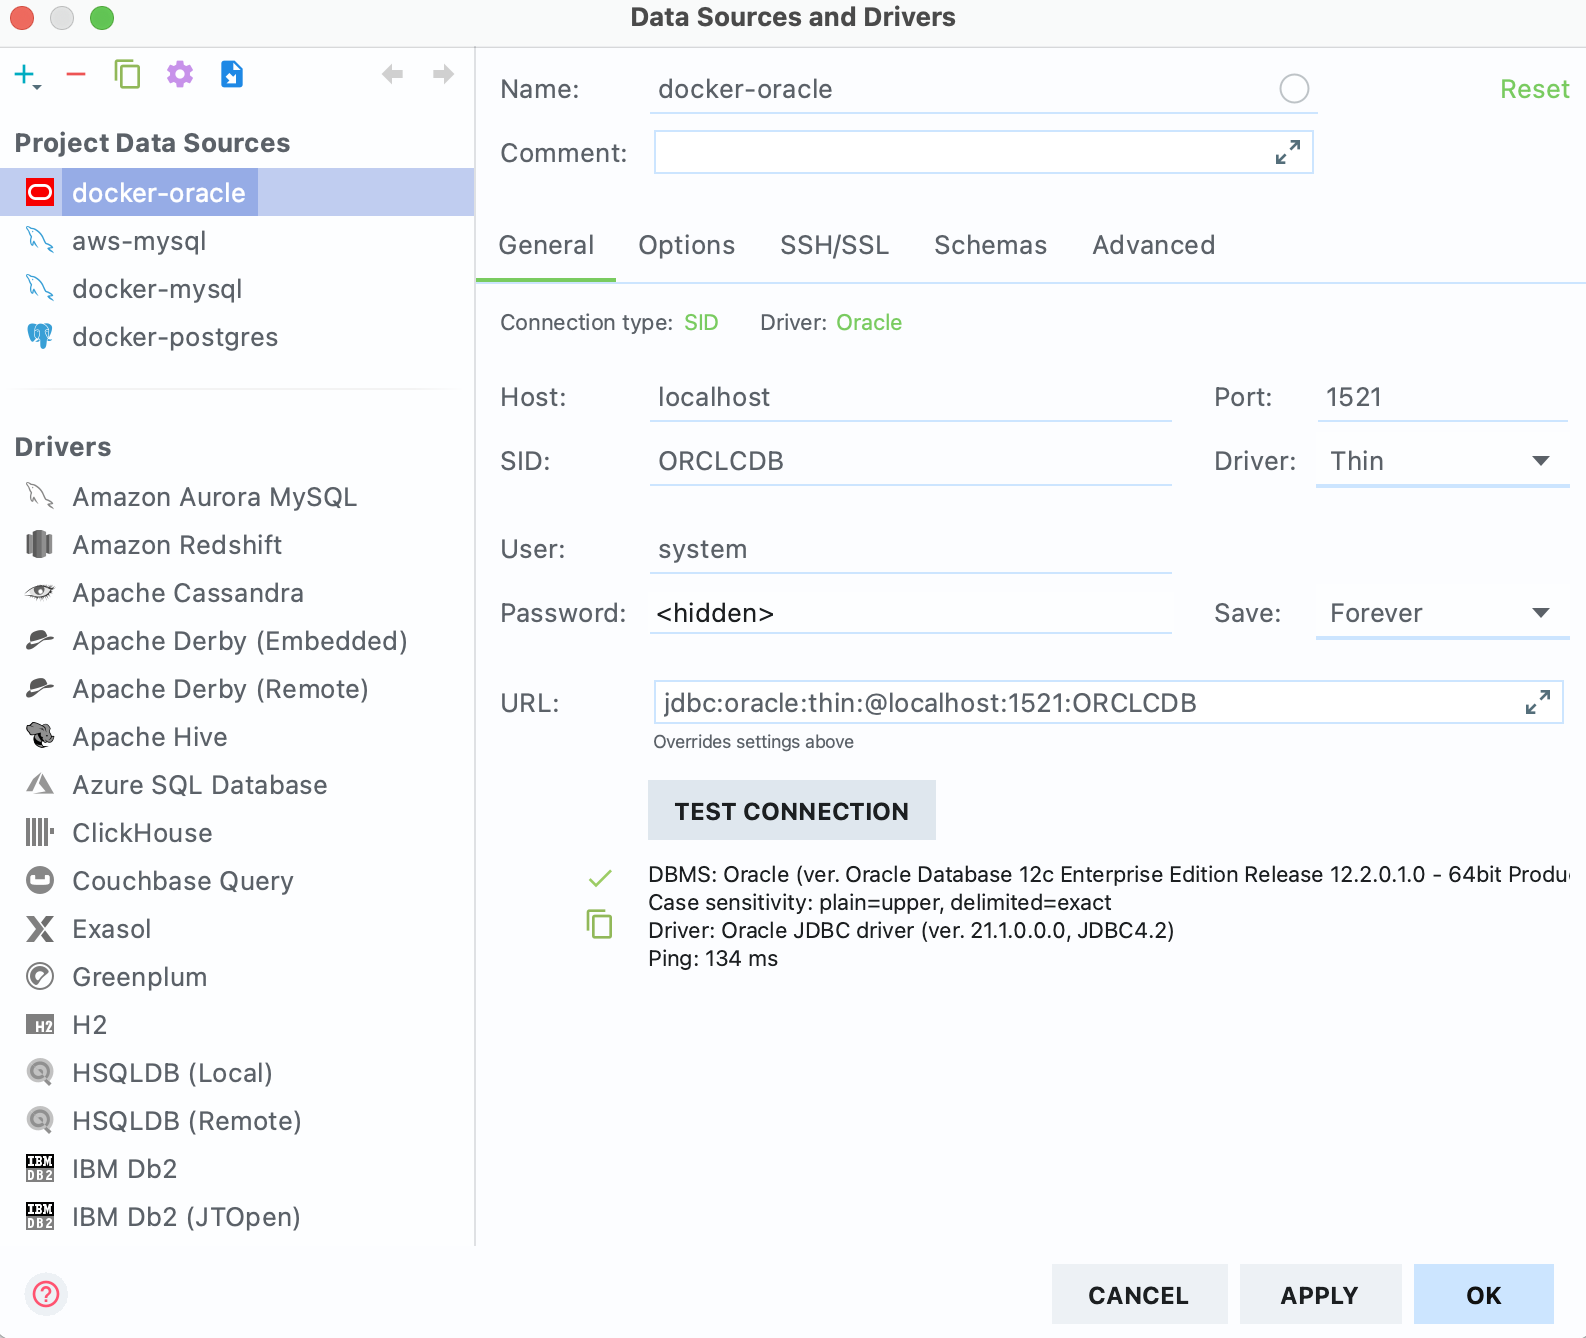 Data Sources and Drivers
Project Data Sources
docker-oracle
aws-mysql
docker-mysql
docker-postgres
Drivers
Amazon Aurora MySQL
Amazon Redshift
Apache Cassandra
Apache Derby (Embedded)
Apache Derby (Remote)
Apache Hive
Azure SQL Database
ClickHouse
Couchbase Query
Exasol
Greenplum
H2 H2
HSQLDB (Local)
HSQLDB (Remote)
IBM DB2 IBM Db2
IBM DB2 IBM Db2 (JTOpen)
Name: docker-oracle Reset
Comment:
General Options SSH/SSL Schemas Advanced
Connection type: SID Driver: Oracle
Host: localhost Port: 1521
SID: ORCLCDB Driver: Thin
User: system
Password: <hidden> Save: Forever
URL: jdbc:oracle:thin:@localhost:1521:ORCLCDB
Overrides settings above
TEST CONNECTION
DBMS: Oracle (ver. Oracle Database 12c Enterprise Edition Release 12.2.0.1.0 - 64bit Produ
Case sensitivity: plain=upper, delimited=exact
Driver: Oracle JDBC driver (ver. 21.1.0.0.0, JDBC4.2)
Ping: 134 ms
? CANCEL APPLY OK